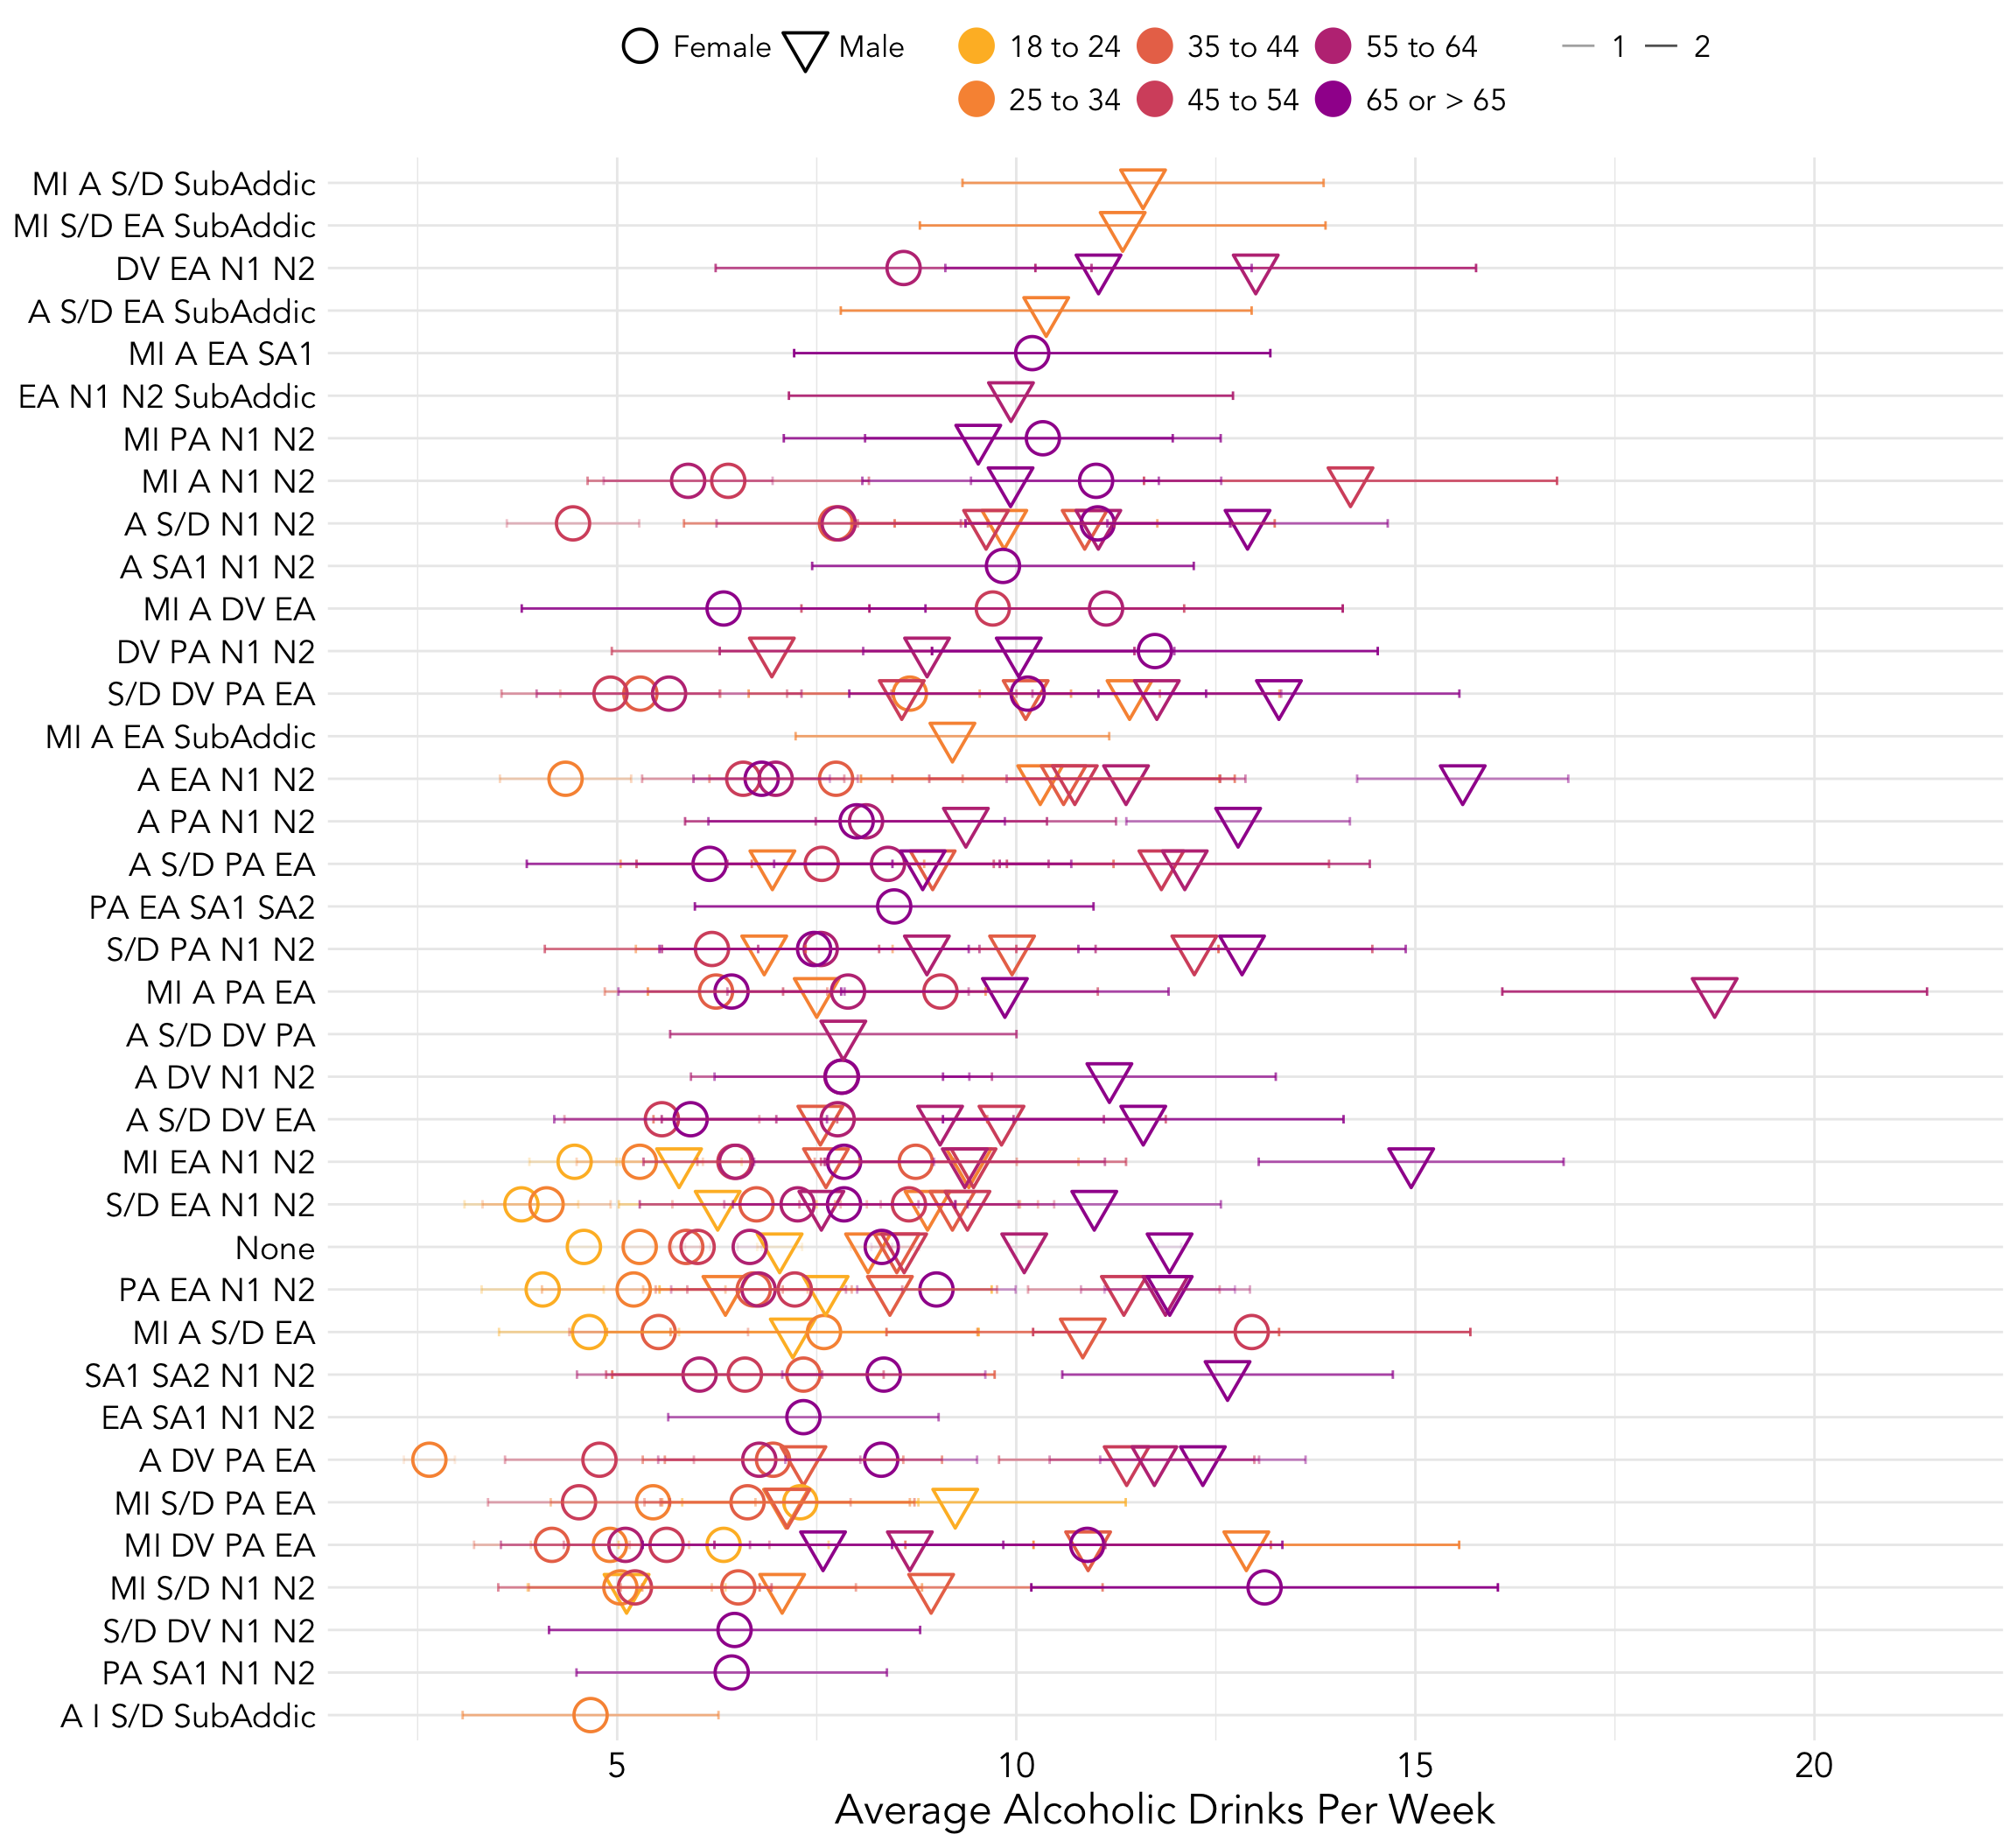 Female Male 18 to 24 35 to 44 55 to 64 1 2
25 to 34 45 to 54 65 or > 65
MI A S/D SubAddic
MI S/D EA SubAddic
DV EA N1 N2
A S/D EA SubAddic
MI A EA SA1
EA N1 N2 SubAddic
MI PA N1 N2
MI A N1 N2
A S/D N1 N2
A SA1 N1 N2
MI A DV EA
DV PA N1 N2
S/D DV PA EA
MI A EA SubAddic
A EA N1 N2
A PA N1 N2
A S/D PA EA
PA EA SA1 SA2
S/D PA N1 N2
MI A PA EA
A S/D DV PA
A DV N1 N2
A S/D DV EA
MI EA N1 N2
S/D EA N1 N2
None
PA EA N1 N2
MI A S/D EA
SA1 SA2 N1 N2
EA SA1 N1 N2
A DV PA EA
MI S/D PA EA
MI DV PA EA
MI S/D N1 N2
S/D DV N1 N2
PA SA1 N1 N2
A I S/D SubAddic
5 10 15 20
Average Alcoholic Drinks Per Week